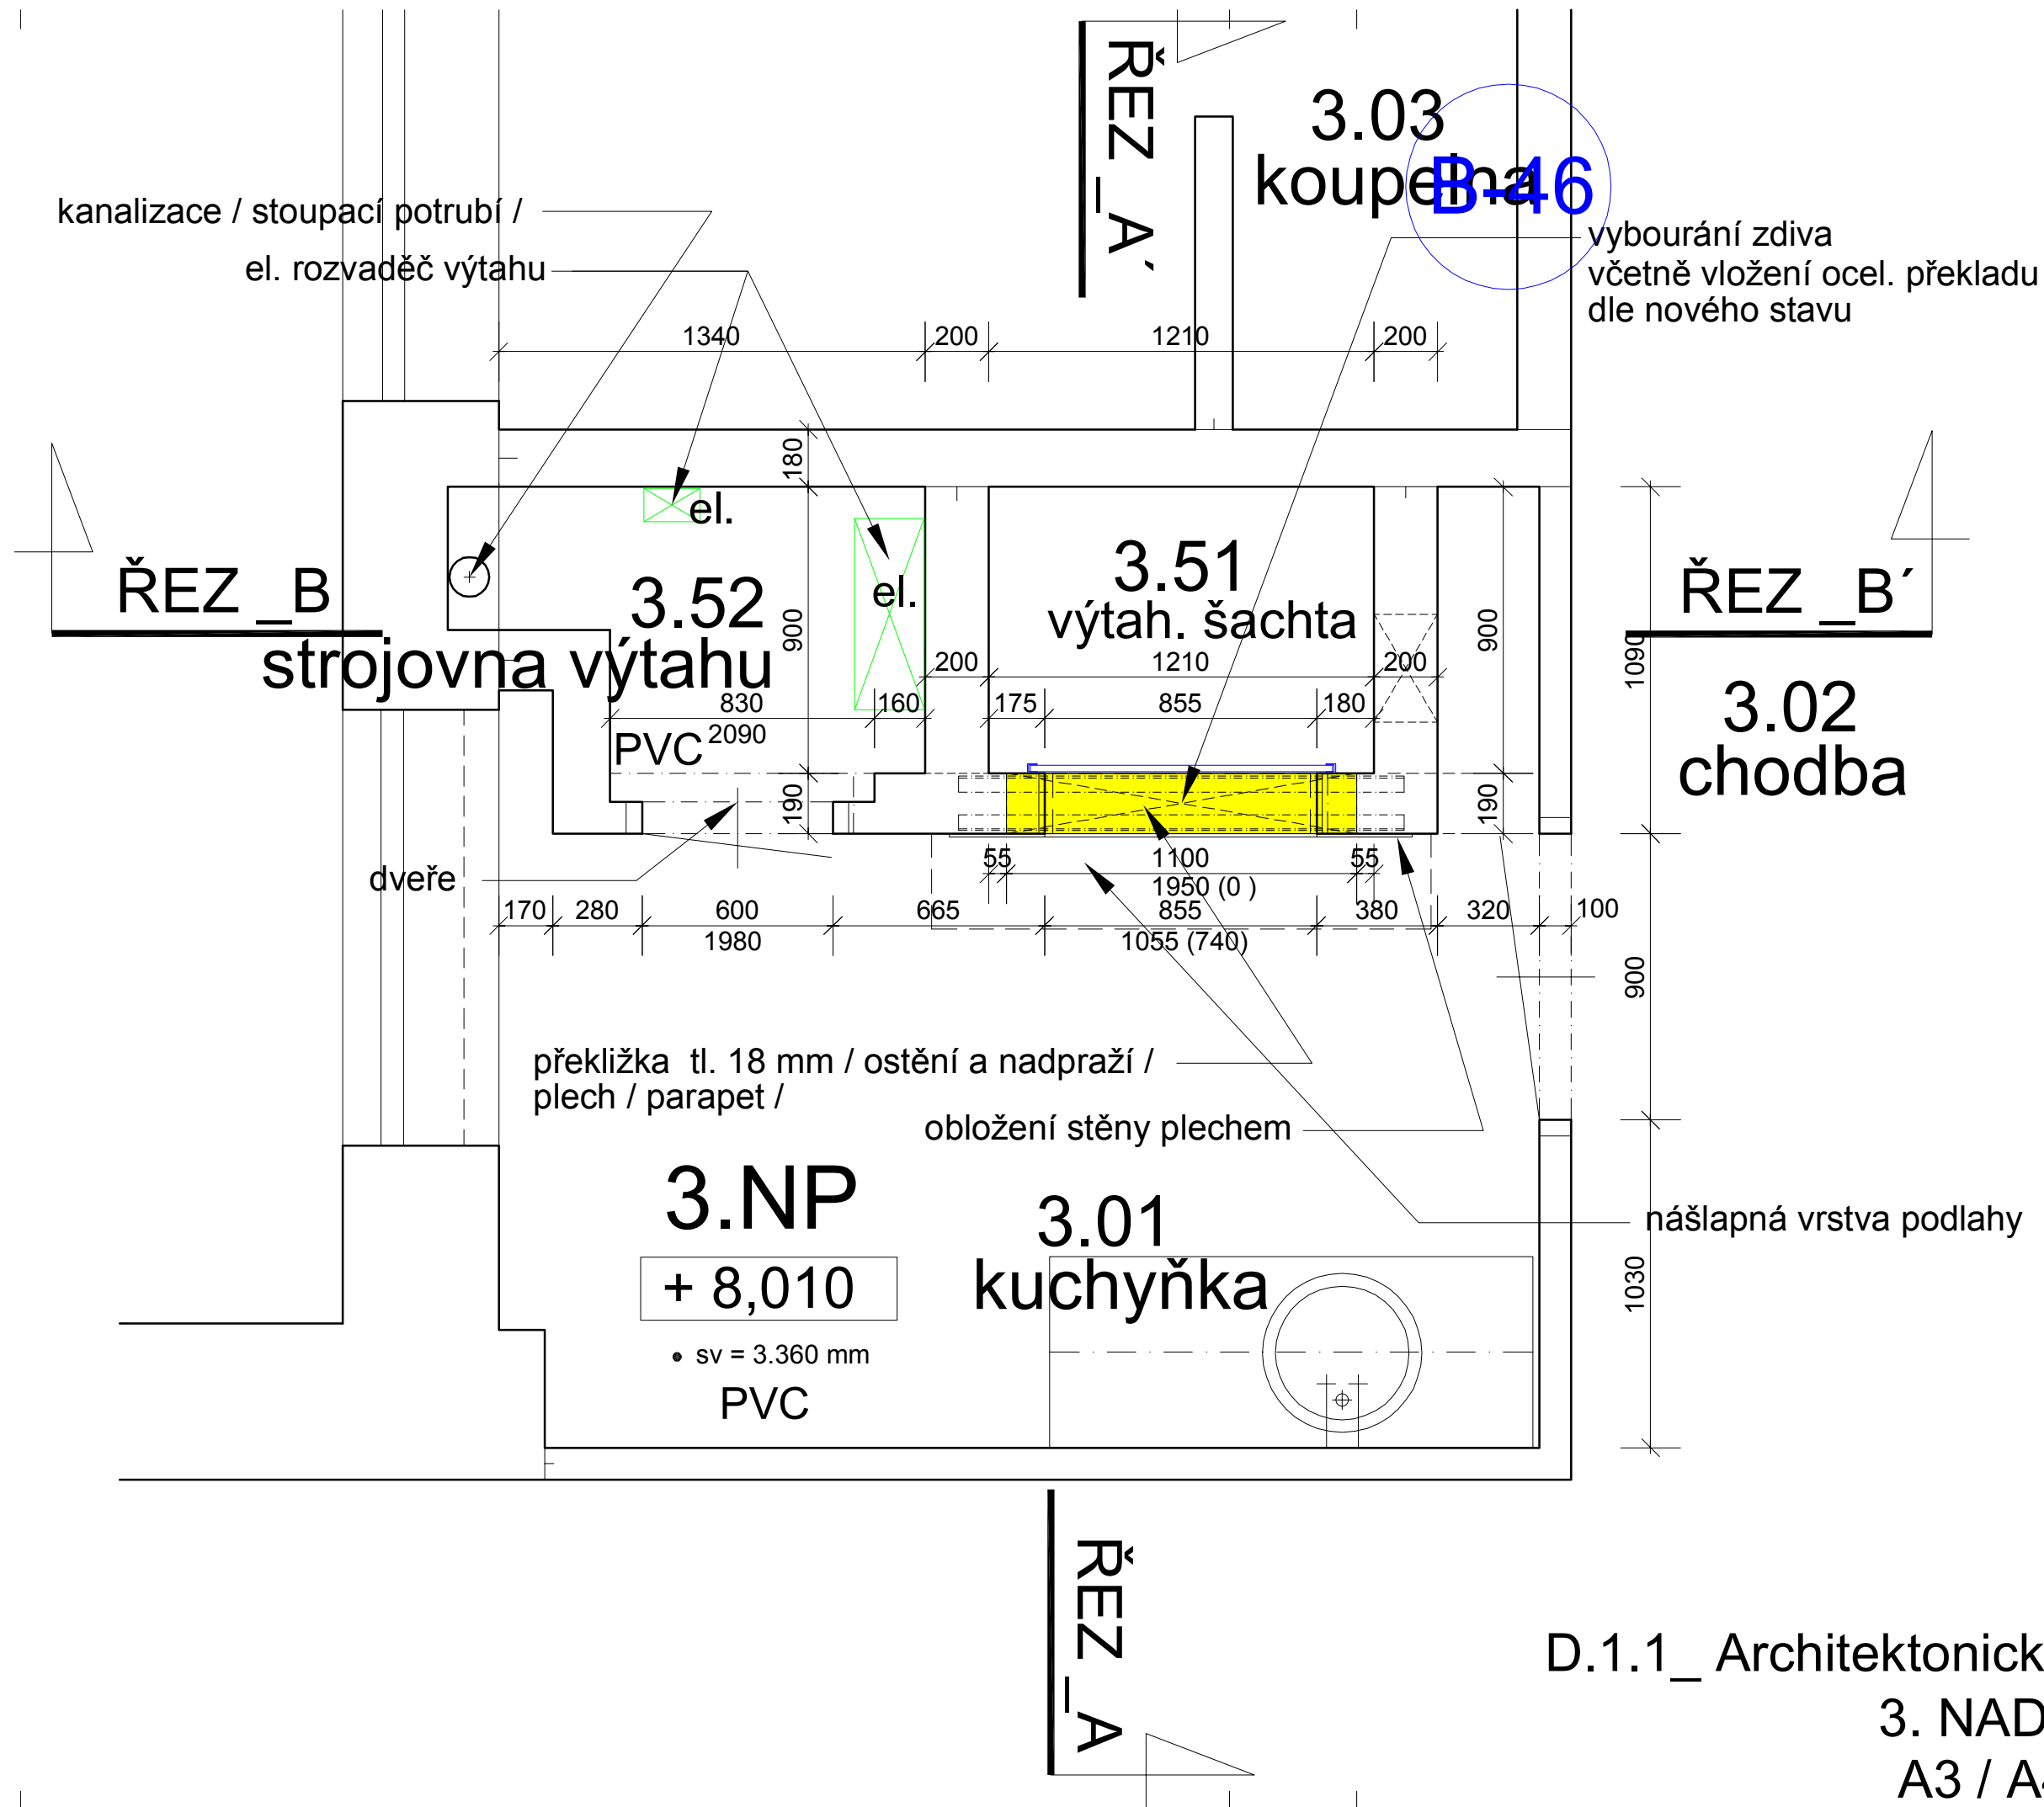 ŘEZ _A´
3.03
koupelna
B-46
kanalizace / stoupací potrubí /
el. rozvaděč výtahu
vybourání zdiva
včetně vložení ocel. překladu
dle nového stavu
1340
200
1210
200
180
el.
el.
ŘEZ _B
3.52
strojovna výtahu
900
3.51
výtah. šachta
900
ŘEZ _B´
1090
200
1210
200
830
160
175
855
180
PVC
2090
3.02
chodba
190
190
dveře
55
1100
55
1950 (0 )
170
280
600
665
855
380
320
100
1980
1055 (740)
900
překližka  tl. 18 mm / ostění a nadpraží /
plech / parapet /
obložení stěny plechem
3.NP
3.01
kuchyňka
nášlapná vrstva podlahy
+ 8,010
1030
sv = 3.360 mm
PVC
ŘEZ _A
D.1.1_ Architektonick
3. NAD
A3 / A4